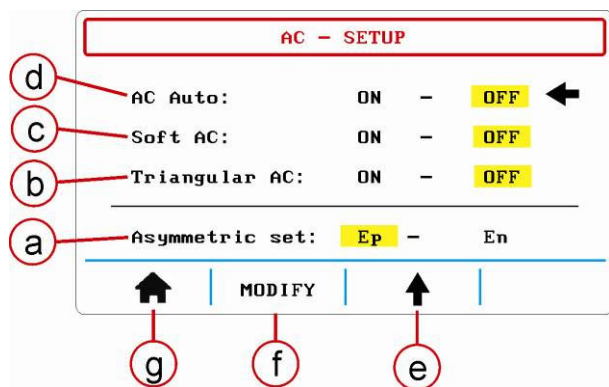 AC - SETUP
d
AC Auto: ON - OFF
c
Soft AC: ON - OFF
b
Triangular AC: ON - OFF
a
Asymmetric set: Ep - En
MODIFY
g
f
e